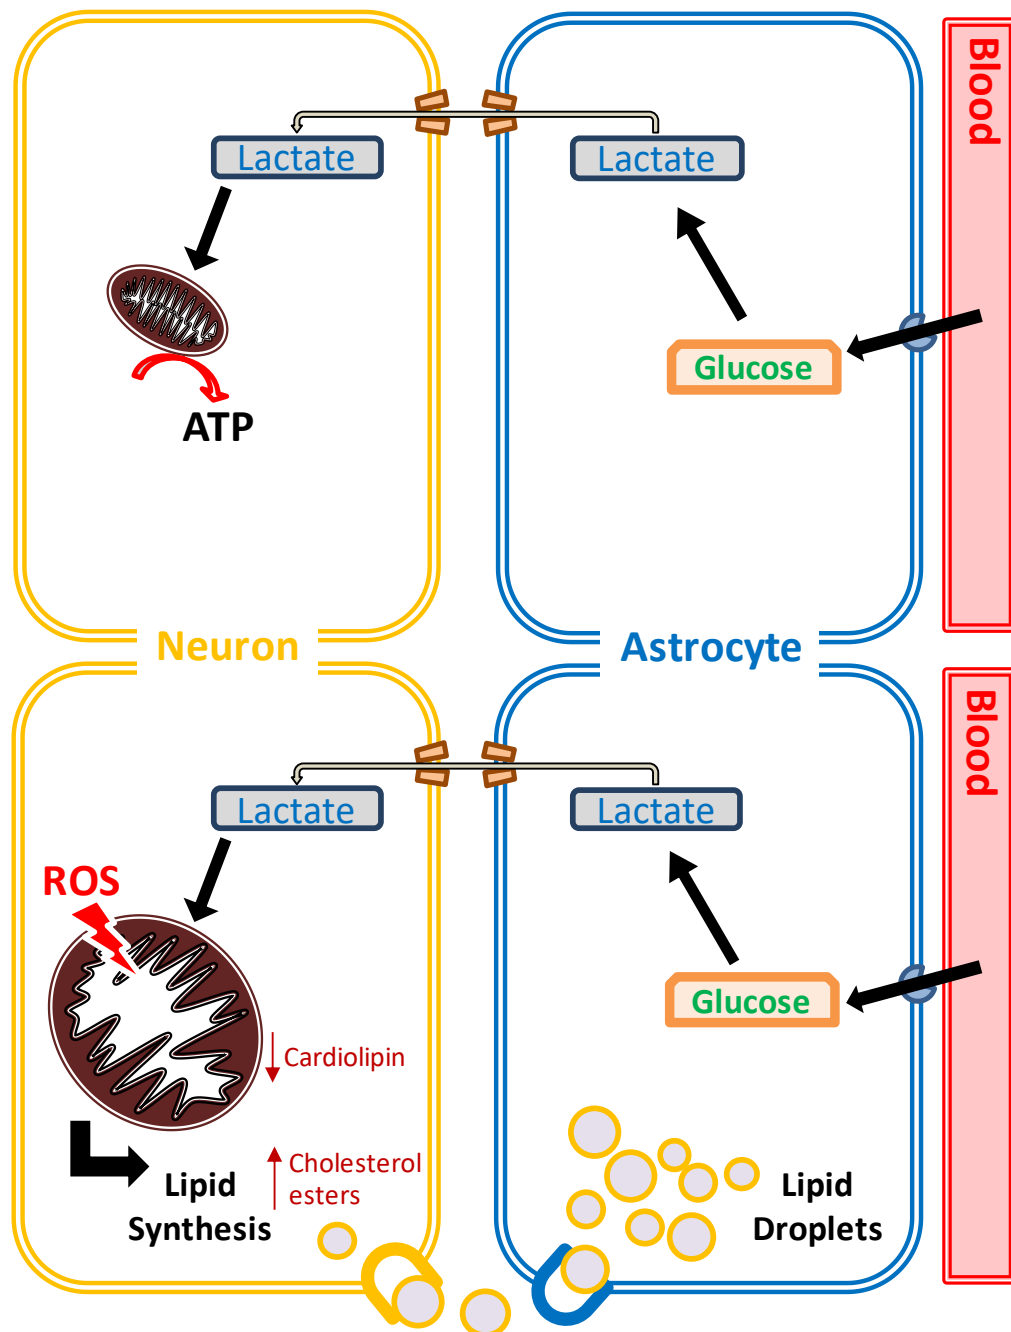 Blood
Lactate
Lactate
Glucose
ATP
Neuron
Astrocyte
Blood
Lactate
Lactate
ROS
Glucose
Cardiolipin
Cholesterol
esters
Lipid
Synthesis
Lipid
Droplets